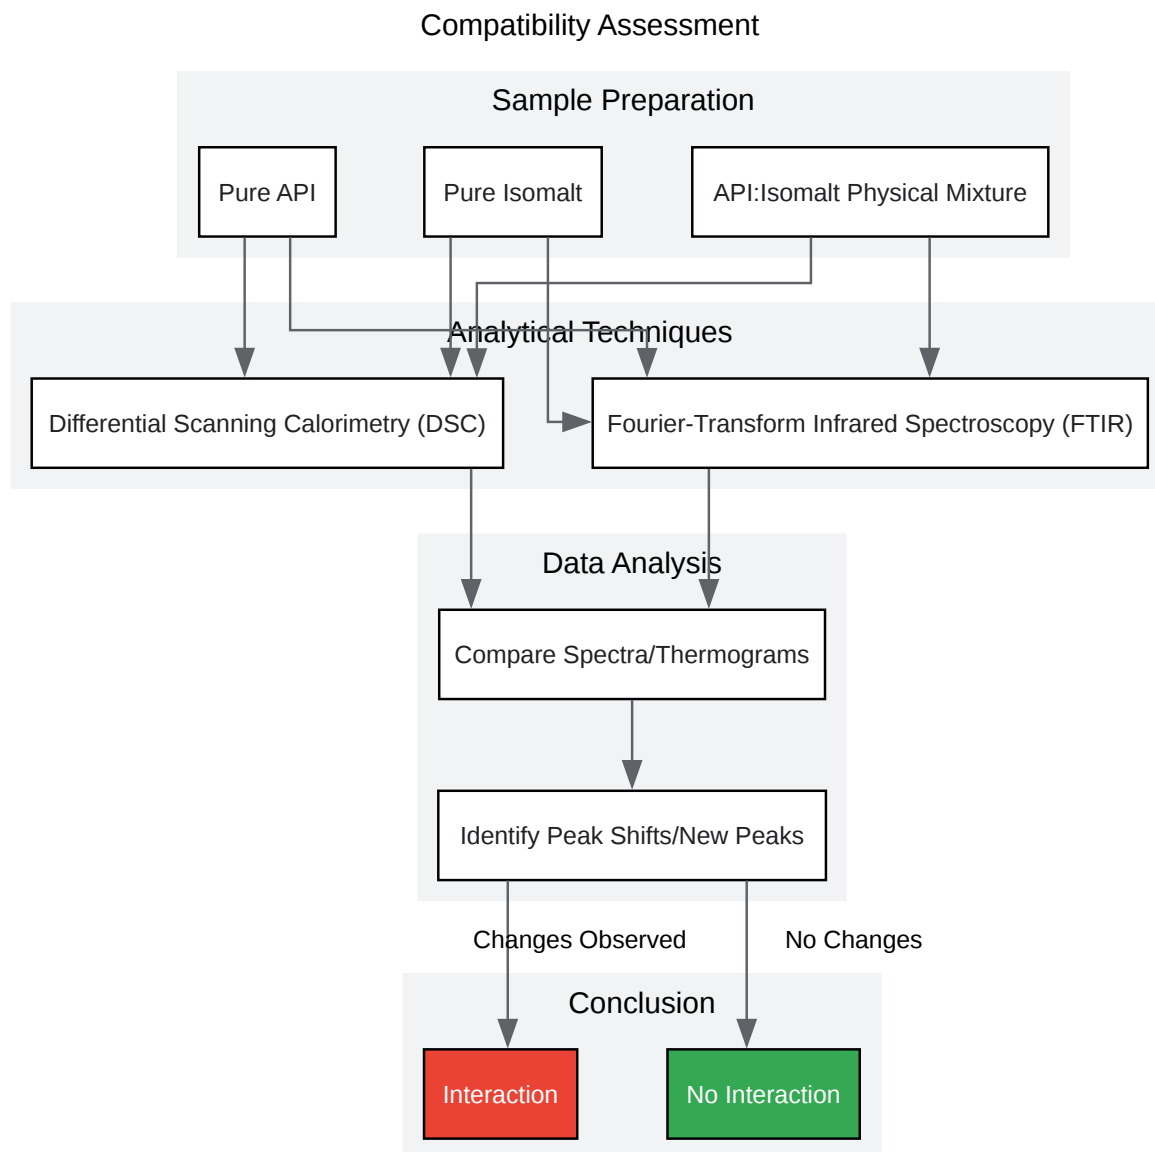 Compatibility Assessment
Sample Preparation
Pure API
Pure Isomalt
API:Isomalt Physical Mixture
Analytical Techniques
Differential Scanning Calorimetry (DSC)
Fourier-Transform Infrared Spectroscopy (FTIR)
Data Analysis
Compare Spectra/Thermograms
Identify Peak Shifts/New Peaks
Changes Observed
No Changes
Conclusion
Interaction
No Interaction